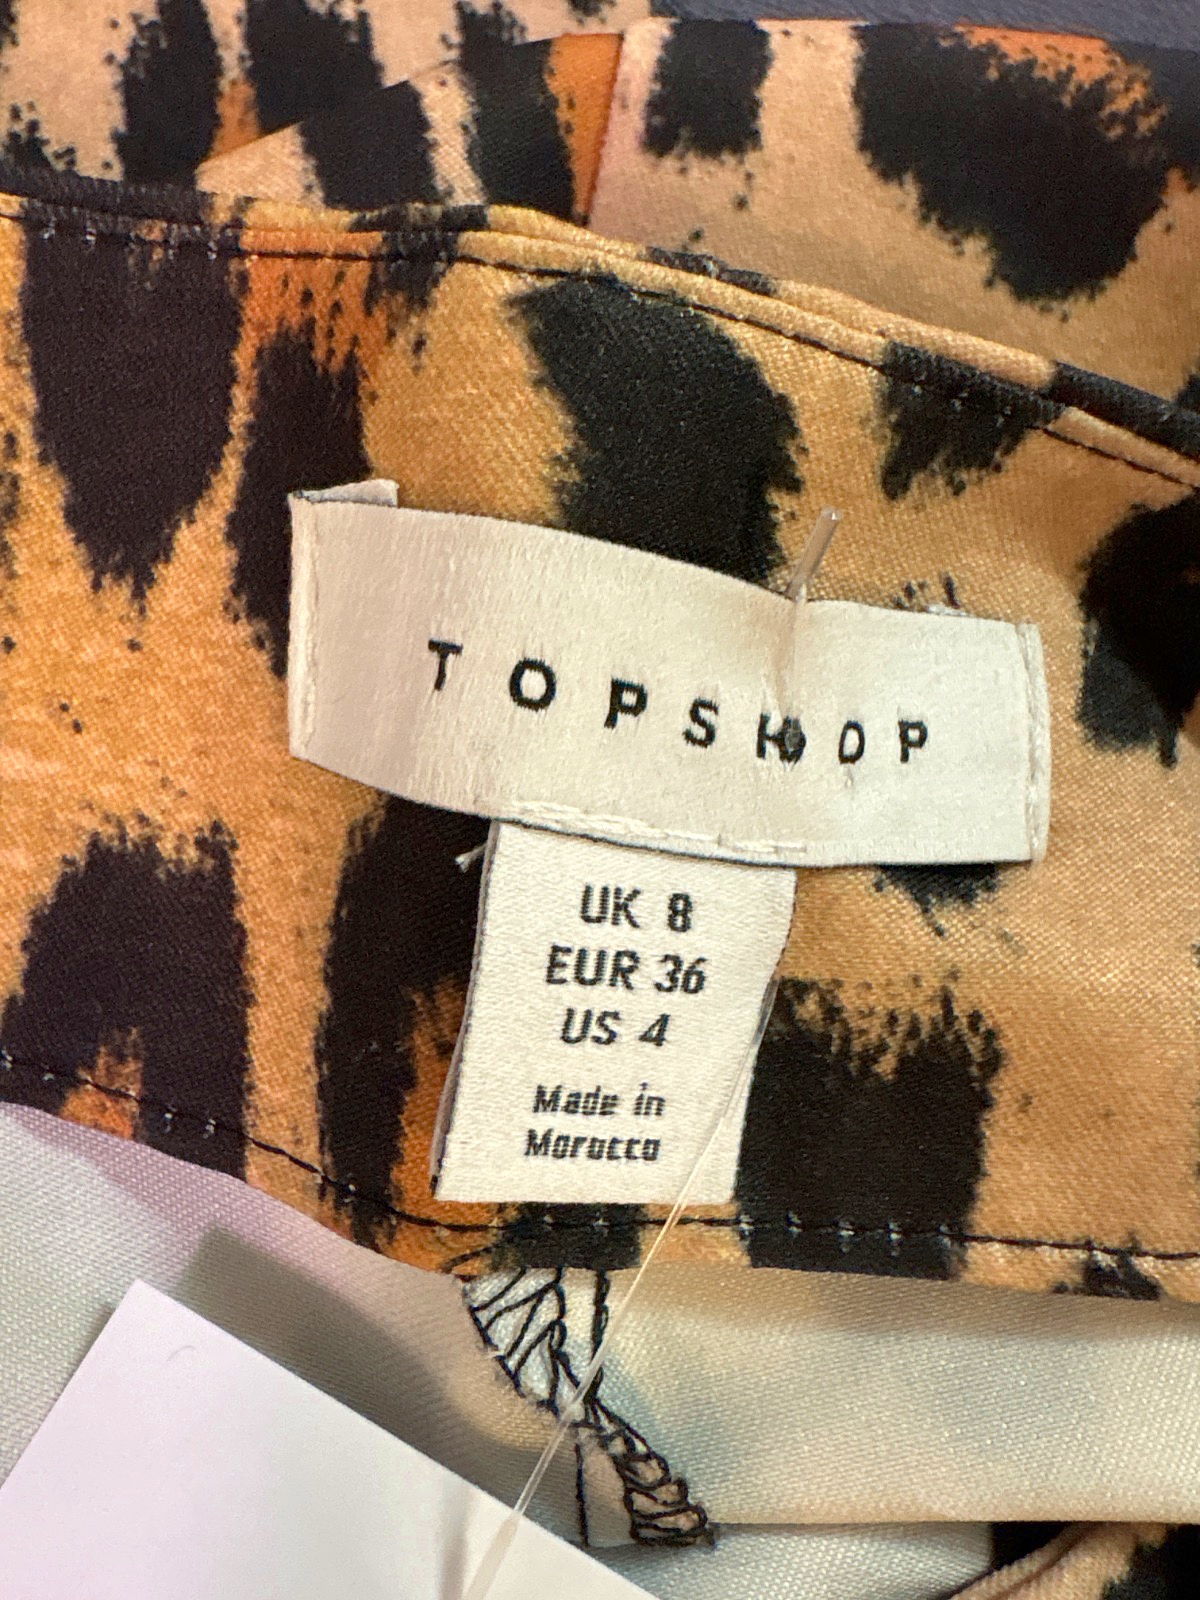 TOPSHOP
UK 8
EUR 36
US 4
Made in
Morocco